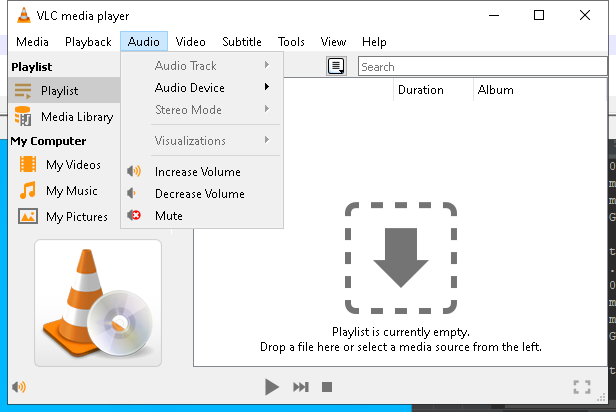 VLC media player
Media Playback Audio Video Subtitle Tools View Help
Playlist
Playlist
Media Library
My Computer
My Videos
My Music
My Pictures
Audio Track
Audio Device
Stereo Mode
Visualizations
Increase Volume
Decrease Volume
Mute
Search
Duration Album
Playlist is currently empty.
Drop a file here or select a media source from the left.